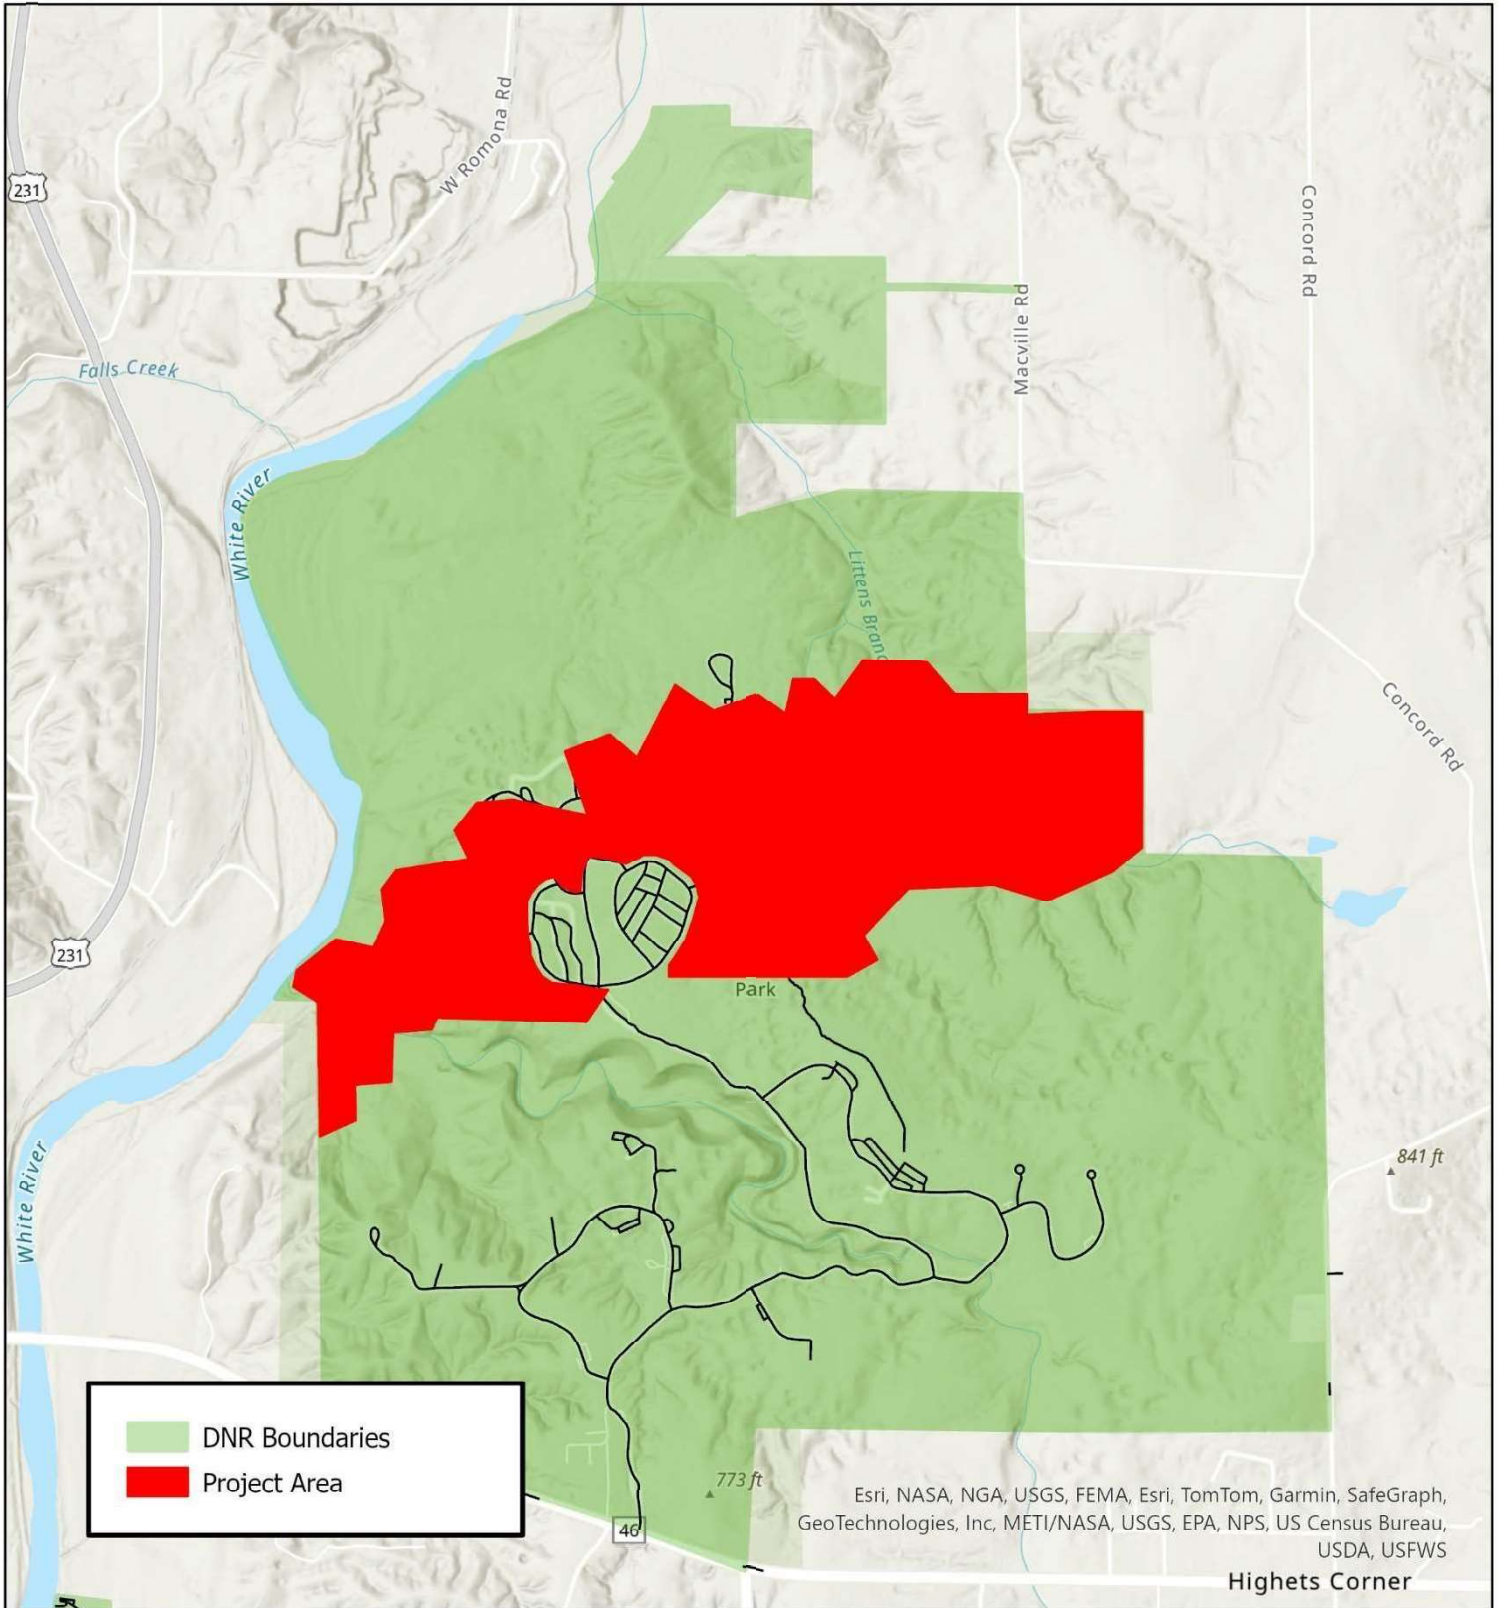 W Romona Rd
231
Concord Rd
Macville Rd
Falls Creek
White River
Littens Branc
Concord Rd
231
Park
841 ft
White River
DNR Boundaries
Project Area
773 ft
46
Esri, NASA, NGA, USGS, FEMA, Esri, TomTom, Garmin, SafeGraph,
GeoTechnologies, Inc, METI/NASA, USGS, EPA, NPS, US Census Bureau,
USDA, USFWS
Highets Corner